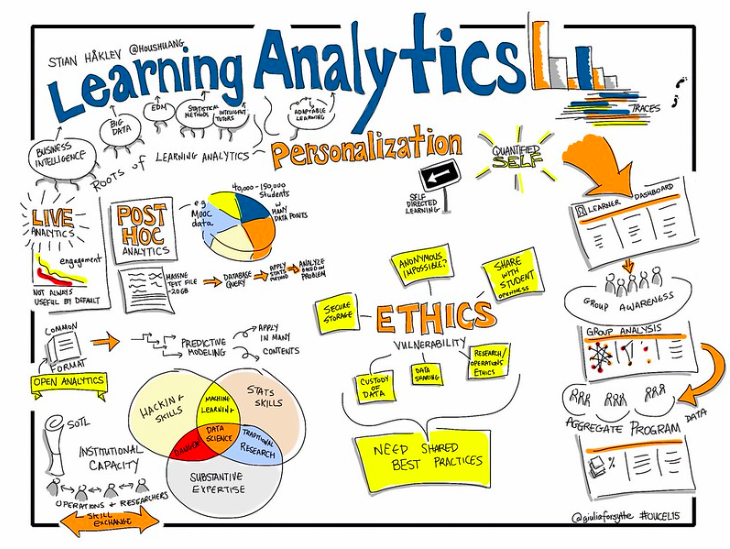 STIAN HÅKLEV @HOUSHUANG
Learning Analytics
TRACES
BUSINESS
INTELLIGENCE
BIG
DATA
EDM
STATISTICAL
METHODS
INTELLIGENT
TUTORS
ADAPTABLE
LEARNING
ROOTS of LEARNING ANALYTICS
Personalization
QUANTIFIED
SELF
SELF
DIRECTED
LEARNING
LIVE
ANALYTICS
engagement
NOT ALWAYS
USEFUL BY DEFAULT
POST
HOC
ANALYTICS
e.g.
MOOC
data
40,000-150,000
students
W/
MANY
DATA POINTS
MASSIVE
TEXT FILE
20GB
DATABASE
QUERY
APPLY
STATS
METHOD
ANALYZE
BASED ON
PROBLEM
COMMON
FORMAT
OPEN ANALYTICS
PREDICTIVE
MODELING
APPLY
IN MANY
CONTENTS
HACKING
SKILLS
MACHINE
LEARNING
STATS
SKILLS
DATA
SCIENCE
DANGER
TRADITIONAL
RESEARCH
SUBSTANTIVE
EXPERTISE
SOTL
INSTITUTIONAL
CAPACITY
OPERATIONS + RESEARCHERS
SKILL
EXCHANGE
ANONYMOUS
IMPOSSIBLE?
SHARE
WITH
STUDENT
OPENNESS
SECURE
STORAGE
ETHICS
VULNERABILITY
CUSTODY
OF
DATA
DATA
SHARING
RESEARCH/
OPERATIONS
ETHICS
NEED SHARED
BEST PRACTICES
LEARNER DASHBOARD
GROUP AWARENESS
GROUP ANALYSIS
DATA
AGGREGATE PROGRAM
%
@giuliaforsythe #OUCEL15